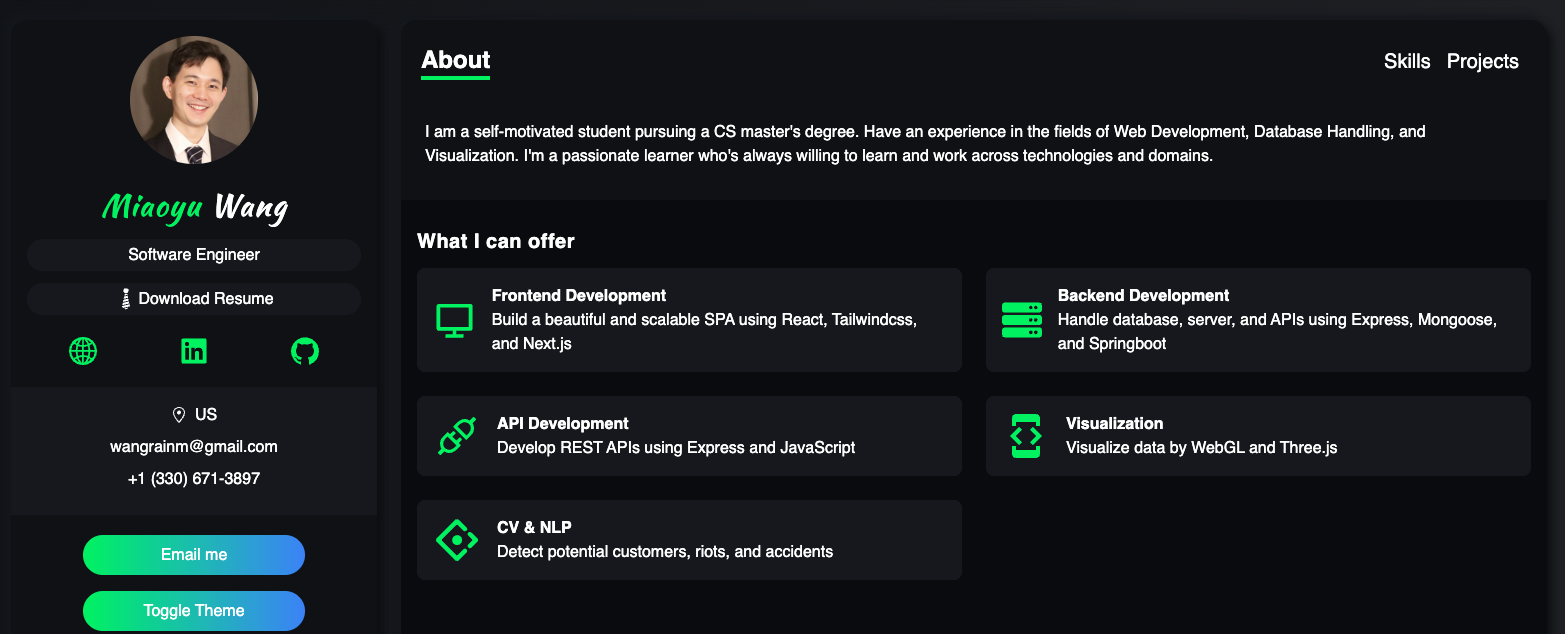 Miaoyu Wang
Software Engineer
Download Resume
in
US
wangrainm@gmail.com
+1 (330) 671-3897
Email me
Toggle Theme
About
Skills Projects
I am a self-motivated student pursuing a CS master's degree. Have an experience in the fields of Web Development, Database Handling, and
Visualization. I'm a passionate learner who's always willing to learn and work across technologies and domains.
What I can offer
Frontend Development
Build a beautiful and scalable SPA using React, Tailwindcss,
and Next.js
Backend Development
Handle database, server, and APIs using Express, Mongoose,
and Springboot
API Development
Develop REST APIs using Express and JavaScript
Visualization
Visualize data by WebGL and Three.js
CV & NLP
Detect potential customers, riots, and accidents